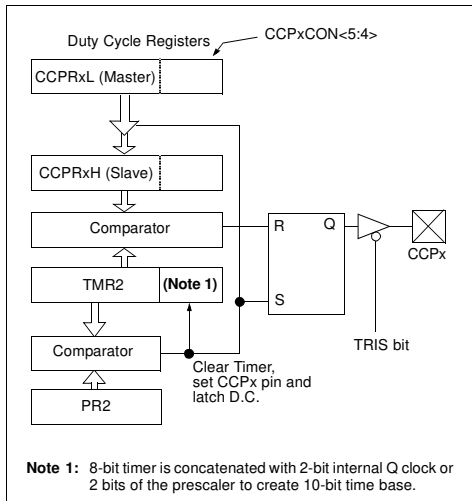 Duty Cycle Registers
CCPxCON<5:4>
CCPRxL (Master)
CCPRxH (Slave)
Comparator
R
Q
S
CCPx
TMR2
(Note 1)
TRIS bit
Comparator
Clear Timer,
set CCPx pin and
latch D.C.
PR2
Note 1: 8-bit timer is concatenated with 2-bit internal Q clock or
2 bits of the prescaler to create 10-bit time base.